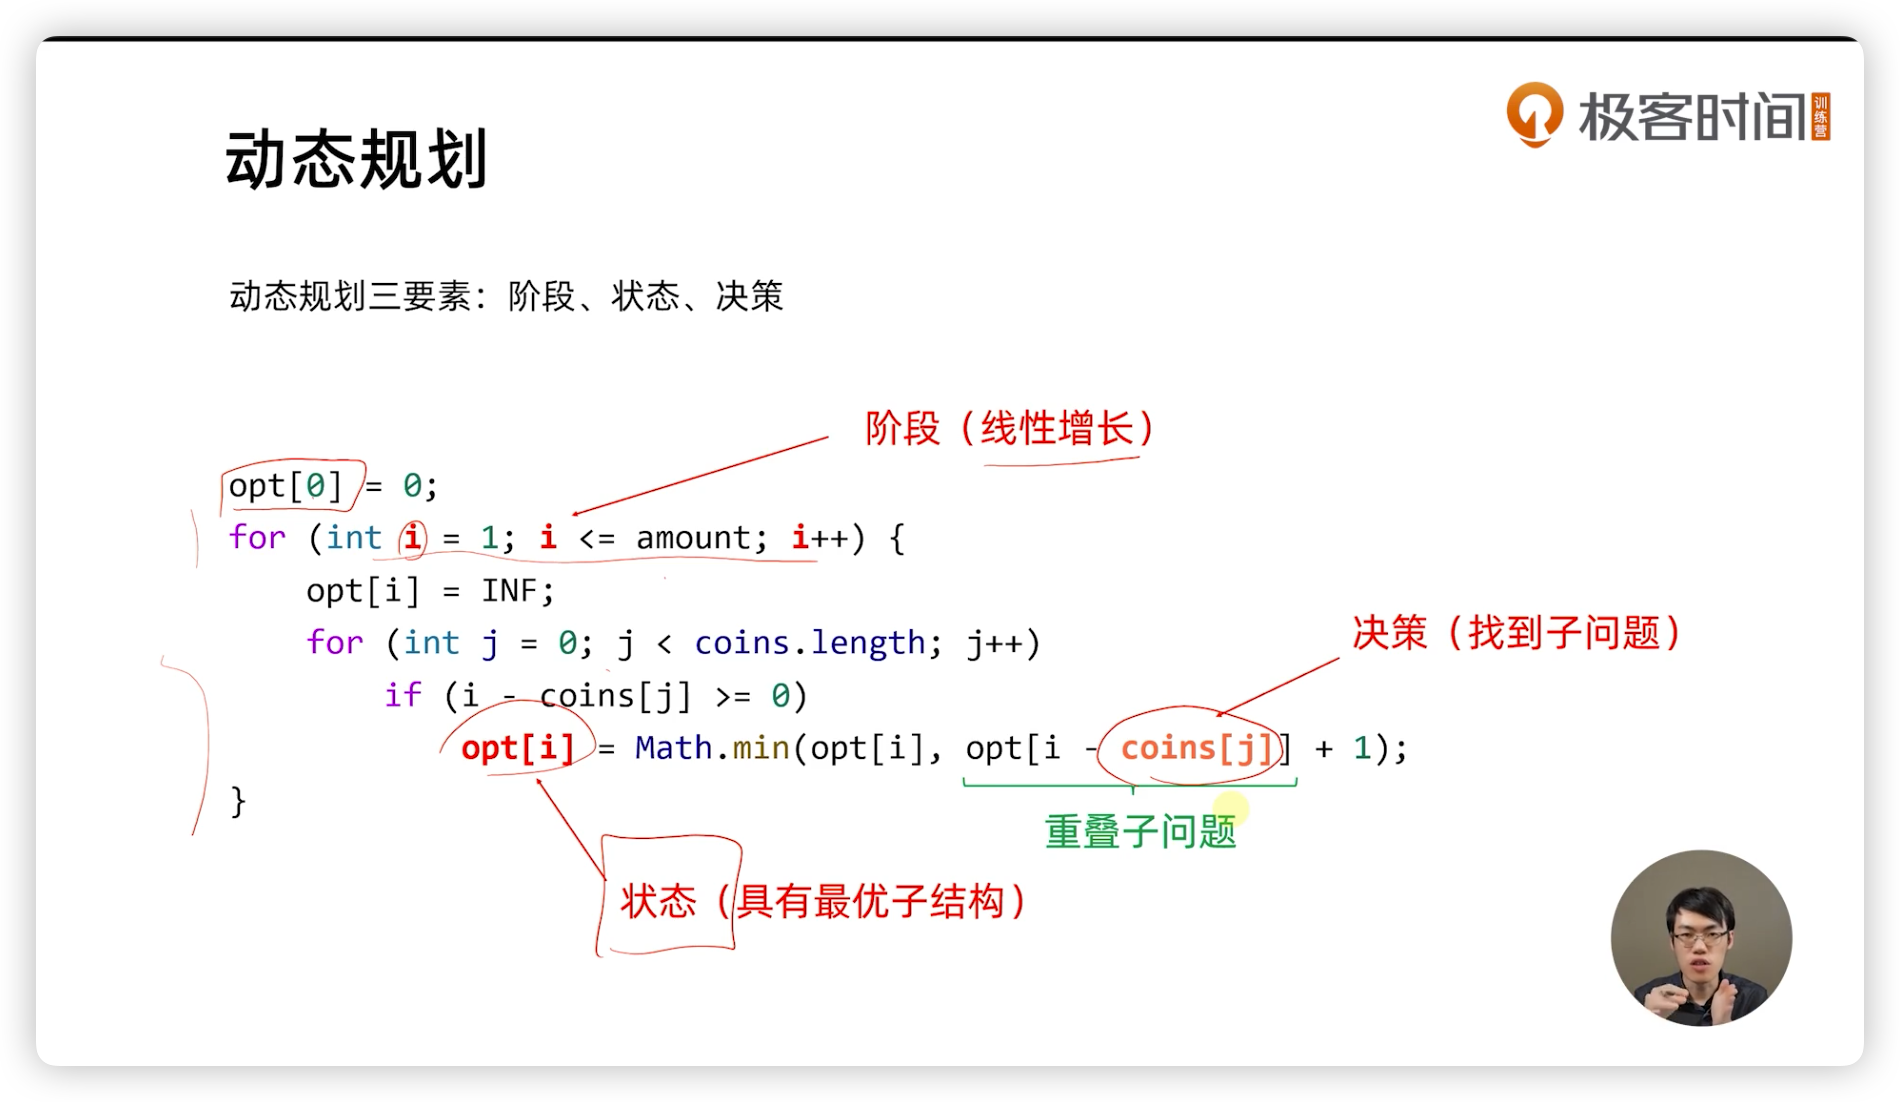 极客时间 训练营
动态规划
动态规划三要素：阶段、状态、决策
阶段（线性增长）
opt[0] = 0;
for (int i = 1; i <= amount; i++) {
    opt[i] = INF;
    for (int j = 0; j < coins.length; j++)
决策（找到子问题）
        if (i - coins[j] >= 0)
            opt[i] = Math.min(opt[i], opt[i - coins[j]] + 1);
}
重叠子问题
状态（具有最优子结构）